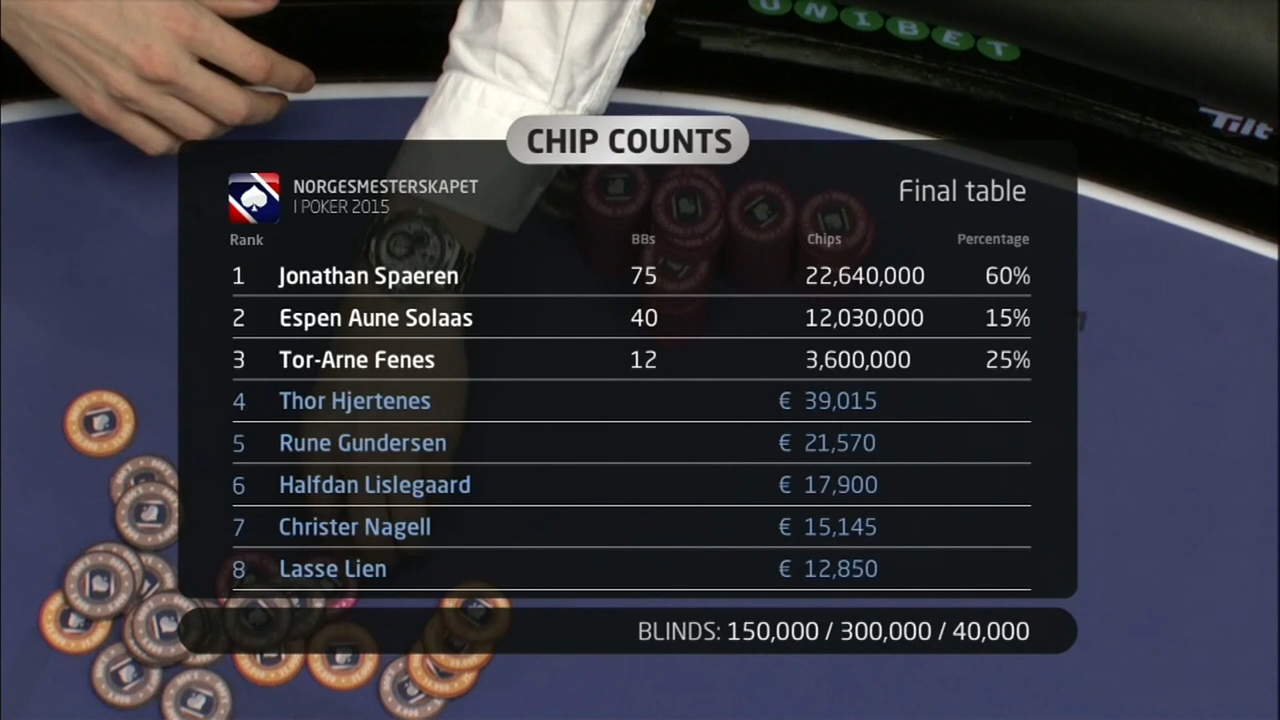 UNIBET
Tilt
CHIP COUNTS
NORGESMESTERSKAPET
I POKER 2015
Final table
Rank BBs Chips Percentage
1 Jonathan Spaeren 75 22,640,000 60%
2 Espen Aune Solaas 40 12,030,000 15%
3 Tor-Arne Fenes 12 3,600,000 25%
4 Thor Hjertenes € 39,015
5 Rune Gundersen € 21,570
6 Halfdan Lislegaard € 17,900
7 Christer Nagell € 15,145
8 Lasse Lien € 12,850
BLINDS: 150,000 / 300,000 / 40,000